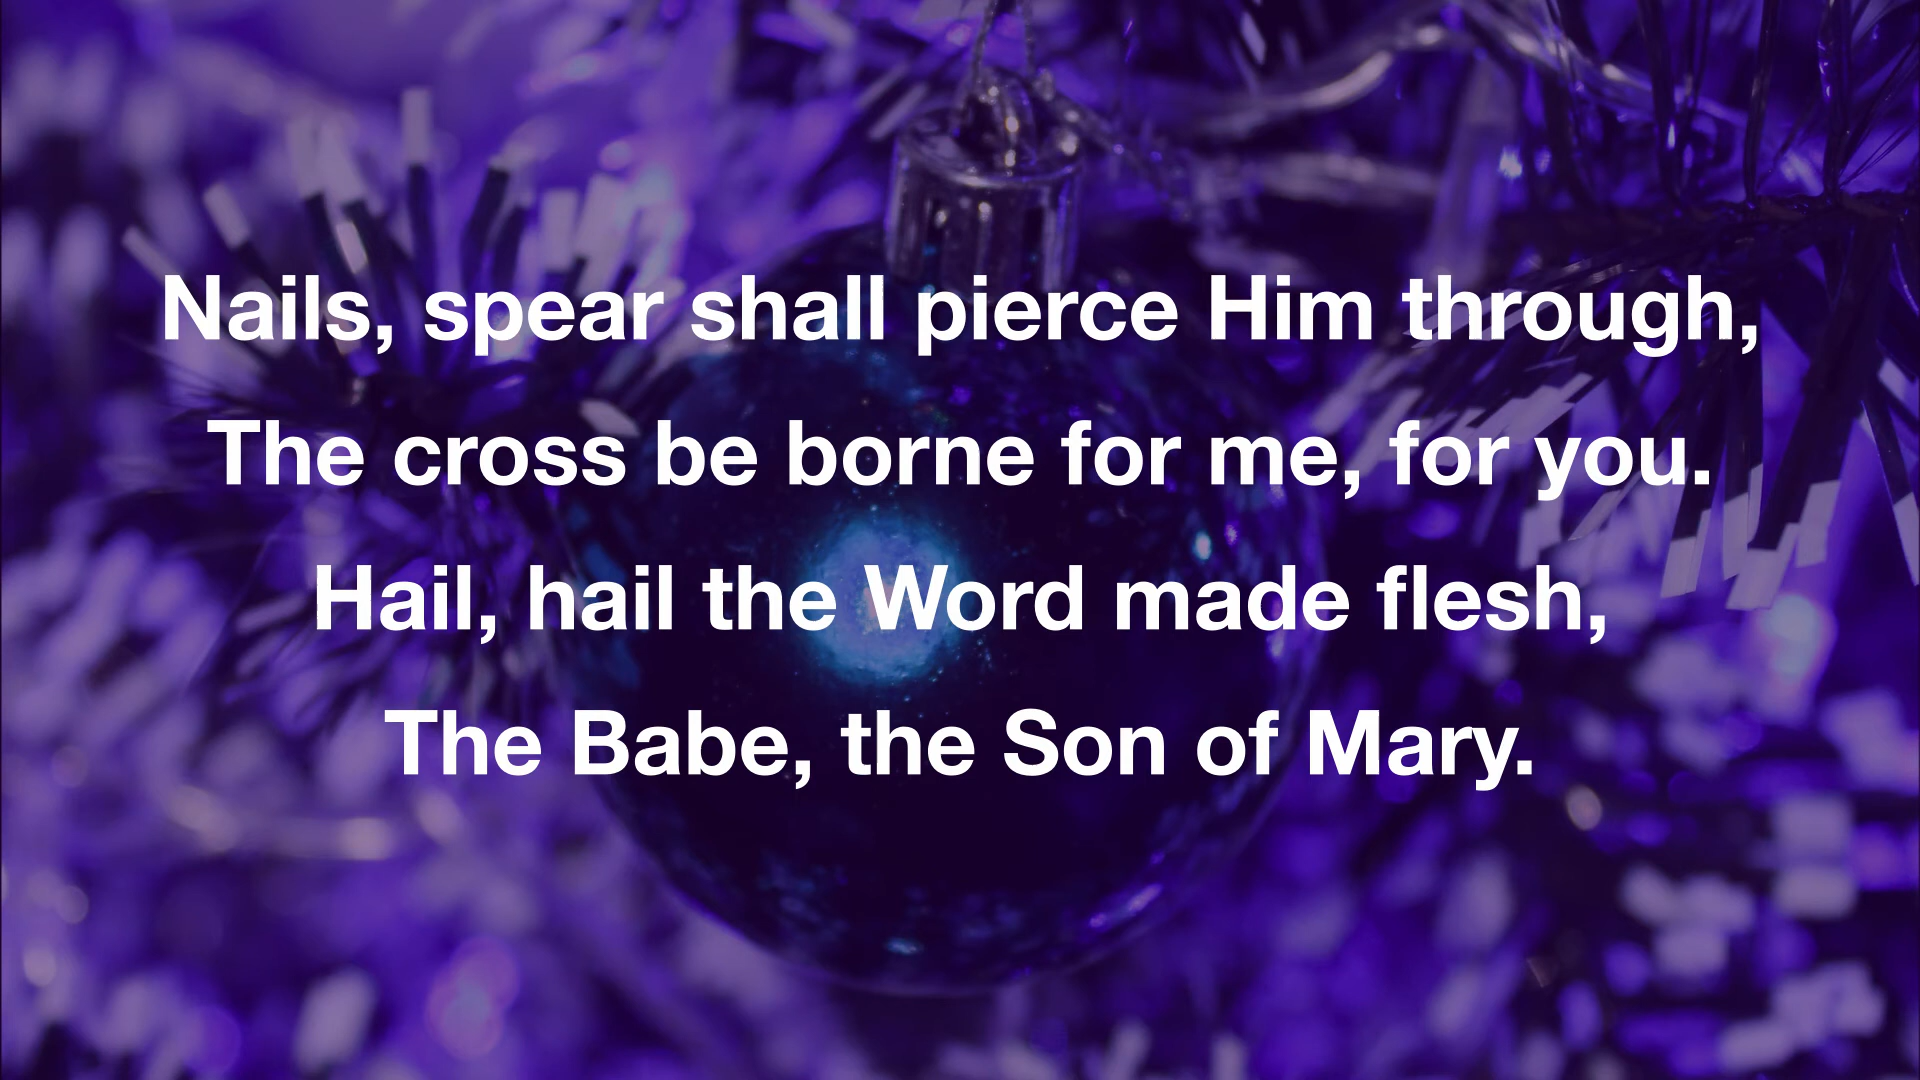 Nails, spear shall pierce Him through,
The cross be borne for me, for you.
Hail, hail the Word made flesh,
The Babe, the Son of Mary.